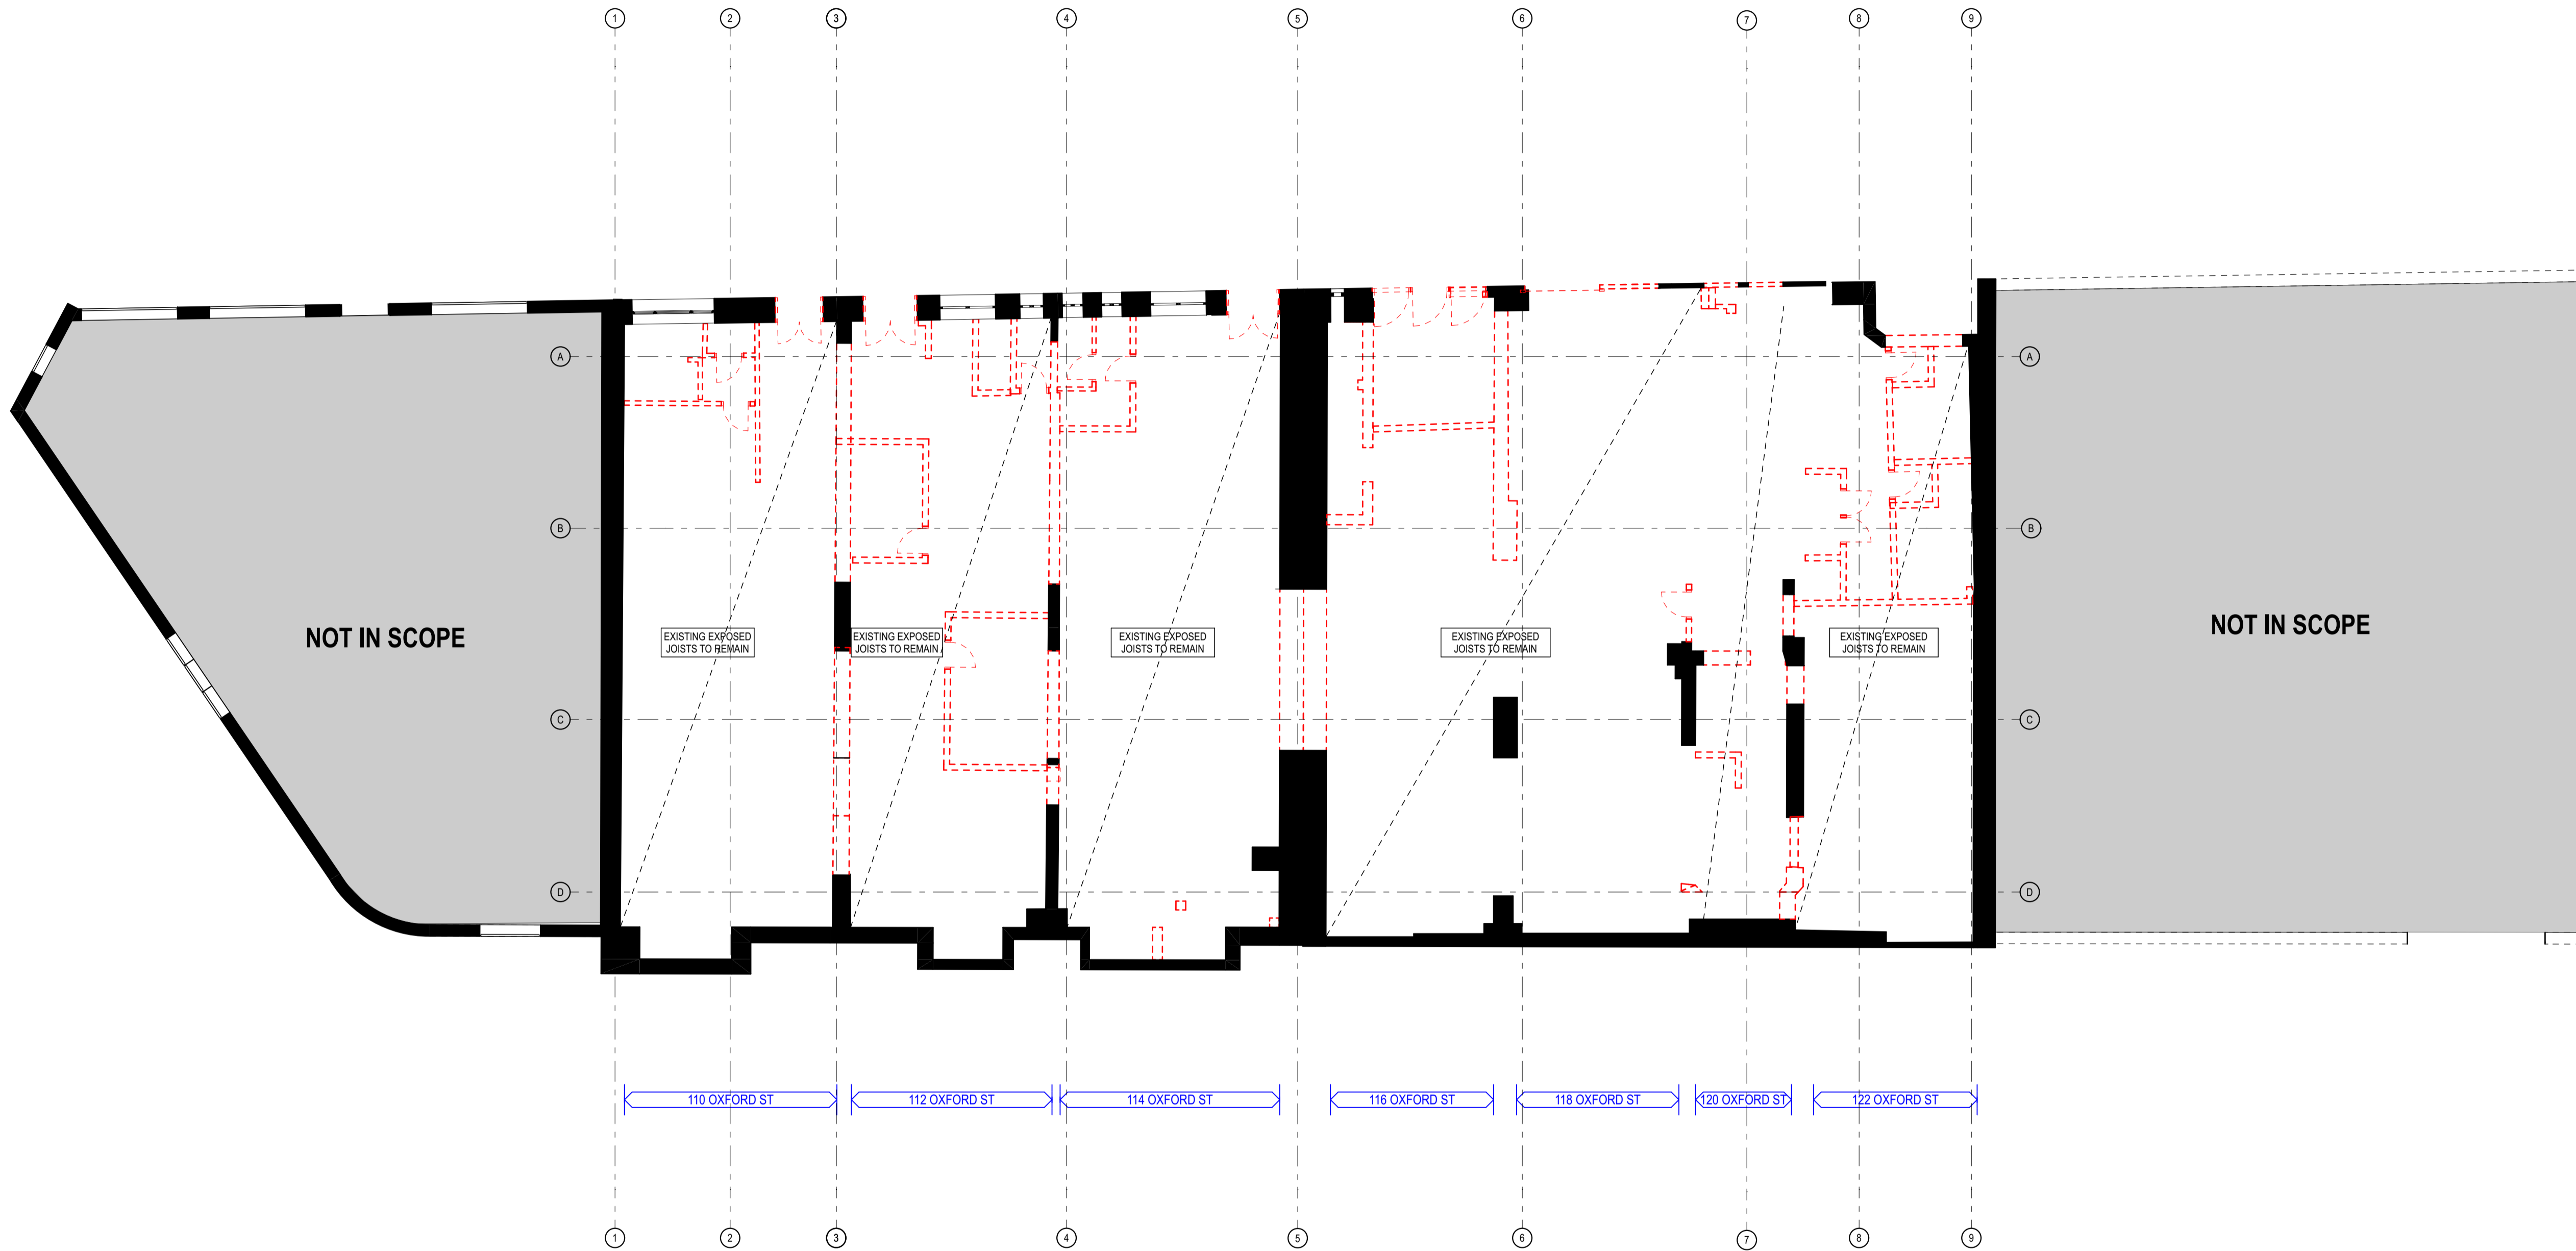 1 2 3 4 5 6 7 8 9
A A
B B
NOT IN SCOPE
NOT IN SCOPE
EXISTING EXPOSED
JOISTS TO REMAIN
EXISTING EXPOSED
JOISTS TO REMAIN
EXISTING EXPOSED
JOISTS TO REMAIN
EXISTING EXPOSED
JOISTS TO REMAIN
EXISTING EXPOSED
JOISTS TO REMAIN
C C
D D
110 OXFORD ST
112 OXFORD ST
114 OXFORD ST
116 OXFORD ST
118 OXFORD ST
120 OXFORD ST
122 OXFORD ST
1 2 3 4 5 6 7 8 9